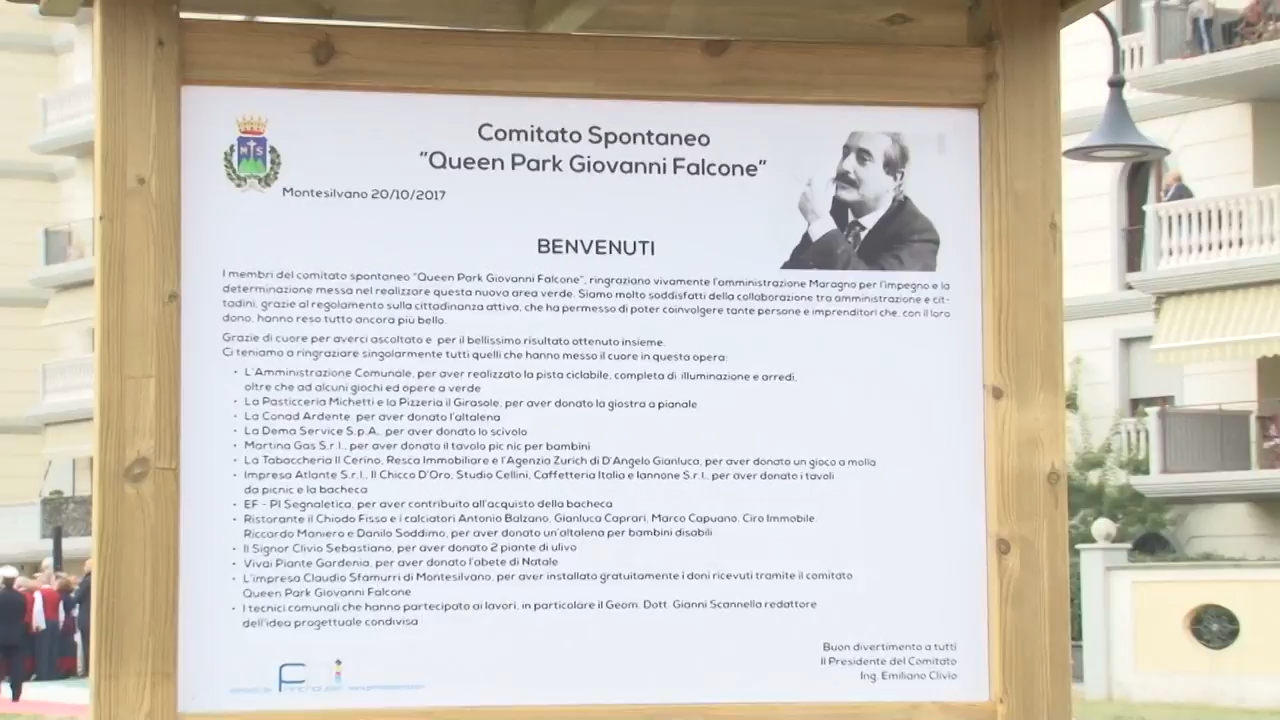 Comitato Spontaneo
"Queen Park Giovanni Falcone"
M S
Montesilvano 20/10/2017
BENVENUTI
I membri del comitato spontaneo "Queen Park Giovanni Falcone", ringraziano vivamente l'amministrazione Maragno per l'impegno e la
determinazione messa nel realizzare questa nuova area verde. Siamo molto soddisfatti della collaborazione tra amministrazione e cit-
tadini, grazie al regolamento sulla cittadinanza attiva, che ha permesso di poter coinvolgere tante persone e imprenditori che, con il loro
dono, hanno reso tutto ancora più bello.
Grazie di cuore per averci ascoltato e per il bellissimo risultato ottenuto insieme.
Ci teniamo a ringraziare singolarmente tutti quelli che hanno messo il cuore in questa opera:
• L'Amministrazione Comunale, per aver realizzato la pista ciclabile, completa di illuminazione e arredi,
oltre che ad alcuni giochi ed opere a verde
• La Pasticceria Michetti e la Pizzeria il Girasole, per aver donato la giostra a pianale
• La Conad Ardente, per aver donato l'altalena
• La Dema Service S.p.A. per aver donato lo scivolo
• Martina Gas S.r.l., per aver donato il tavolo pic nic per bambini
• La Tabaccheria Il Cerino, Resca Immobiliare e l'Agenzia Zurich di D'Angelo Gianluca, per aver donato un gioco a molla
• Impresa Atlante S.r.l., Il Chicco D'Oro, Studio Cellini, Caffetteria Italia e Iannone S.r.l. per aver donato i tavoli
da picnic e la bacheca
• EF - PI Segnaletica, per aver contribuito all'acquisto della bacheca
• Ristorante il Chiodo Fisso e i calciatori Antonio Balzano, Gianluca Caprari, Marco Capuano, Ciro Immobile
Riccardo Maniero e Danilo Soddimo, per aver donato un'altalena per bambini disabili
• Il Signor Clivio Sebastiano, per aver donato 2 piante di ulivo
• Vivai Piante Gardenia, per aver donato l'abete di Natale
• L'impresa Claudio Sfamurri di Montesilvano, per aver installato gratuitamente i doni ricevuti tramite il comitato
Queen Park Giovanni Falcone
• I tecnici comunali che hanno partecipato ai lavori, in particolare il Geom. Dott. Gianni Scannella redattore
dell'idea progettuale condivisa
Buon divertimento a tutti
Il Presidente del Comitato
Ing. Emiliano Clivio